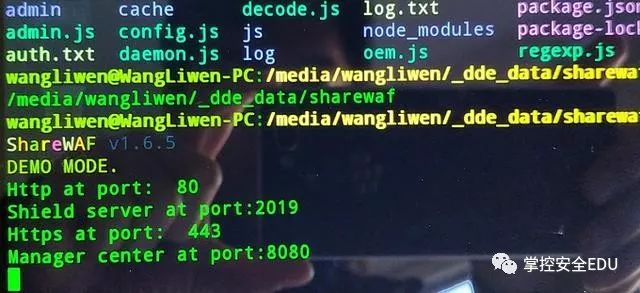 admin cache decode.js log.txt package.json
admin.js config.js js node_modules package-lock
auth.txt daemon.js log oem.js regexp.js
wangliwen@WangLiwen-PC:/media/wangliwen/_dde_data/sharewaf
/media/wangliwen/_dde_data/sharewaf
wangliwen@WangLiwen-PC:/media/wangliwen/_dde_data/sharewa
ShareWAF v1.6.5
DEMO MODE.
Http at port: 80
Shield server at port:2019
Https at port: 443
Manager center at port:8080
掌控安全EDU